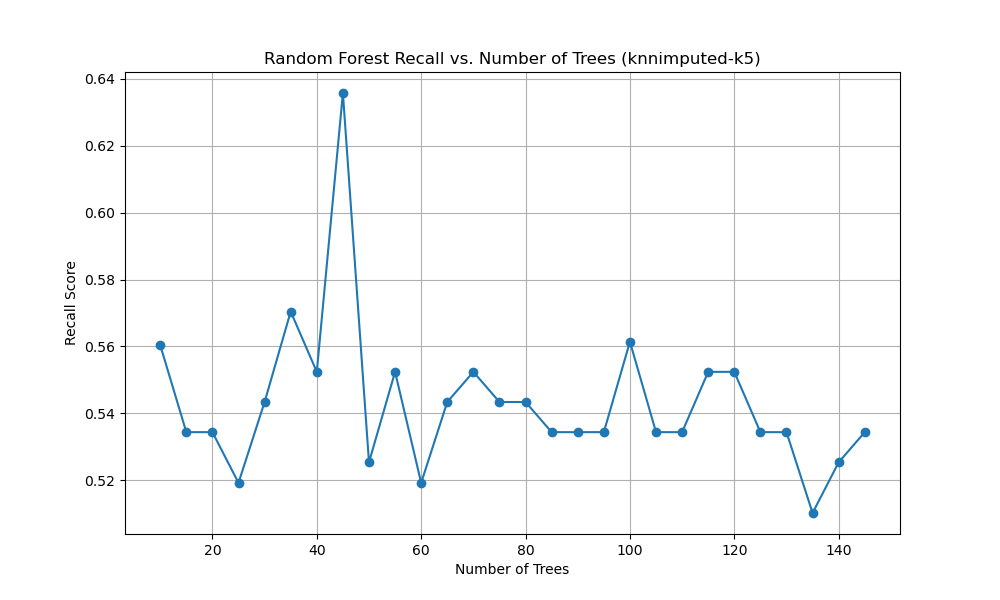 Random Forest Recall vs. Number of Trees (knnimputed-k5)
0.64
0.62
0.60
0.58
0.56
0.54
0.52
Recall Score
20 40 60 80 100 120 140
Number of Trees